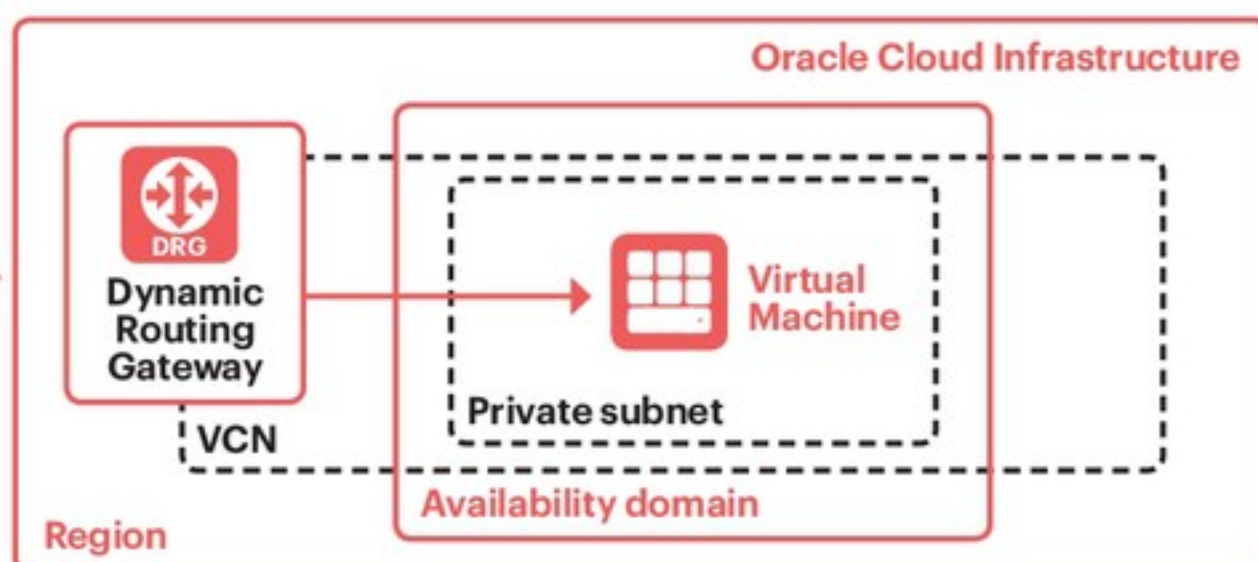 Oracle Cloud Infrastructure
DRG
Dynamic
Routing
Gateway
Virtual
Machine
Private subnet
VCN
Availability domain
Region